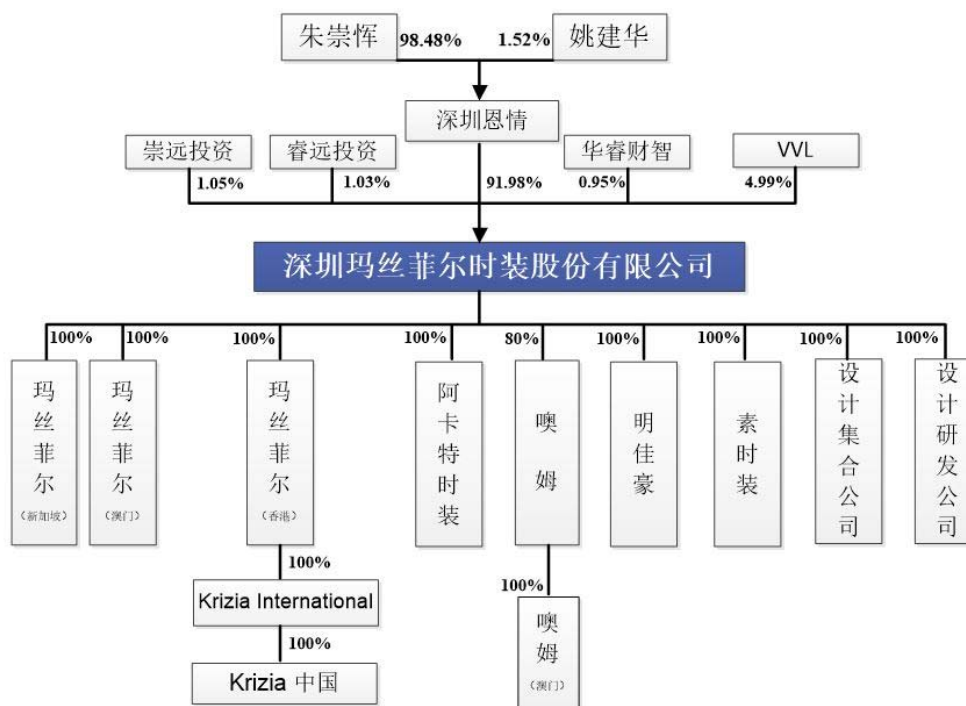 朱崇恽 98.48% 1.52% 姚建华
深圳恩情
崇远投资 睿远投资 华睿财智 VVL
1.05% 1.03% 91.98% 0.95% 4.99%
深圳玛丝菲尔时装股份有限公司
100% 100% 100% 100% 80% 100% 100% 100% 100%
玛丝菲尔
(新加坡)
玛丝菲尔
(澳门)
玛丝菲尔
(香港)
阿卡特时装
噢姆
明佳豪
素时装
设计集合公司
设计研发公司
100%
Krizia International
100%
Krizia 中国
100%
噢姆
(澳门)